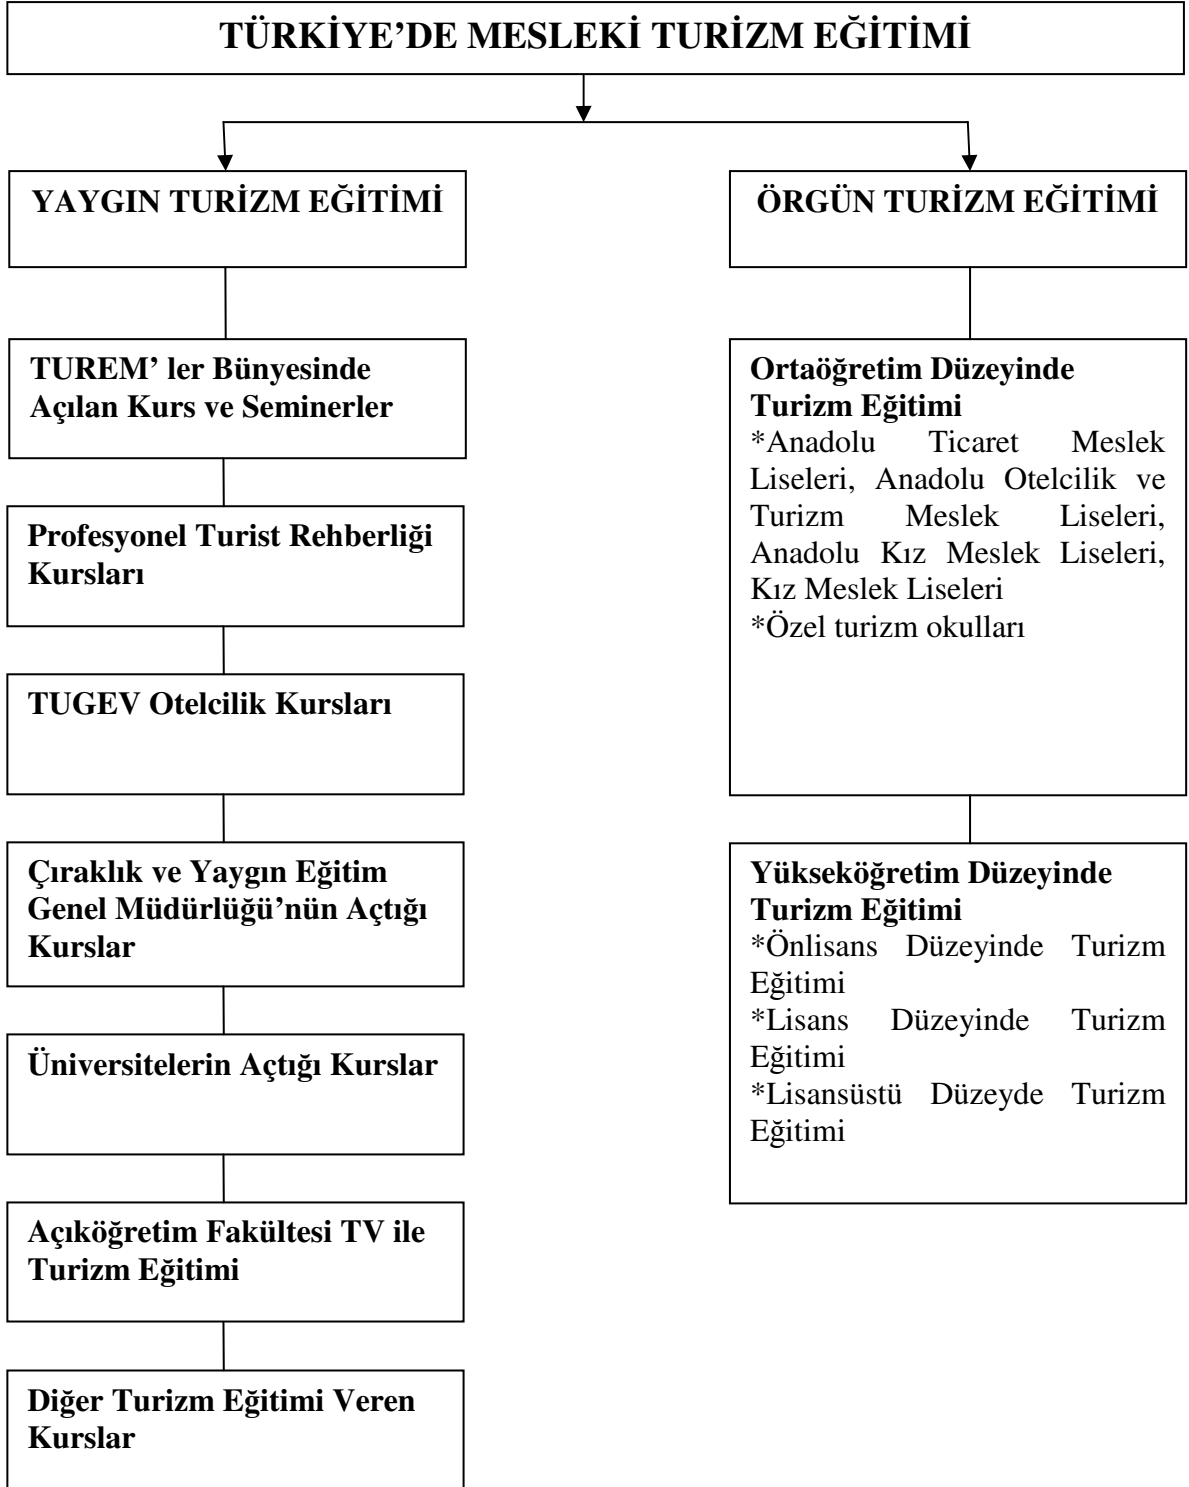 TÜRKİYE’DE MESLEKİ TURİZM EĞİTİMİ
YAYGIN TURİZM EĞİTİMİ
TUREM’ ler Bünyesinde
Açılan Kurs ve Seminerler
Profesyonel Turist Rehberliği
Kursları
TUGEV Otelcilik Kursları
Çıraklık ve Yaygın Eğitim
Genel Müdürlüğü’nün Açtığı
Kurslar
Üniversitelerin Açtığı Kurslar
Açıköğretim Fakültesi TV ile
Turizm Eğitimi
Diğer Turizm Eğitimi Veren
Kurslar
ÖRGÜN TURİZM EĞİTİMİ
Ortaöğretim Düzeyinde
Turizm Eğitimi
*Anadolu Ticaret Meslek
Liseleri, Anadolu Otelcilik ve
Turizm Meslek Liseleri,
Anadolu Kız Meslek Liseleri,
Kız Meslek Liseleri
*Özel turizm okulları
Yükseköğretim Düzeyinde
Turizm Eğitimi
*Önlisans Düzeyinde Turizm
Eğitimi
*Lisans Düzeyinde Turizm
Eğitimi
*Lisansüstü Düzeyde Turizm
Eğitimi